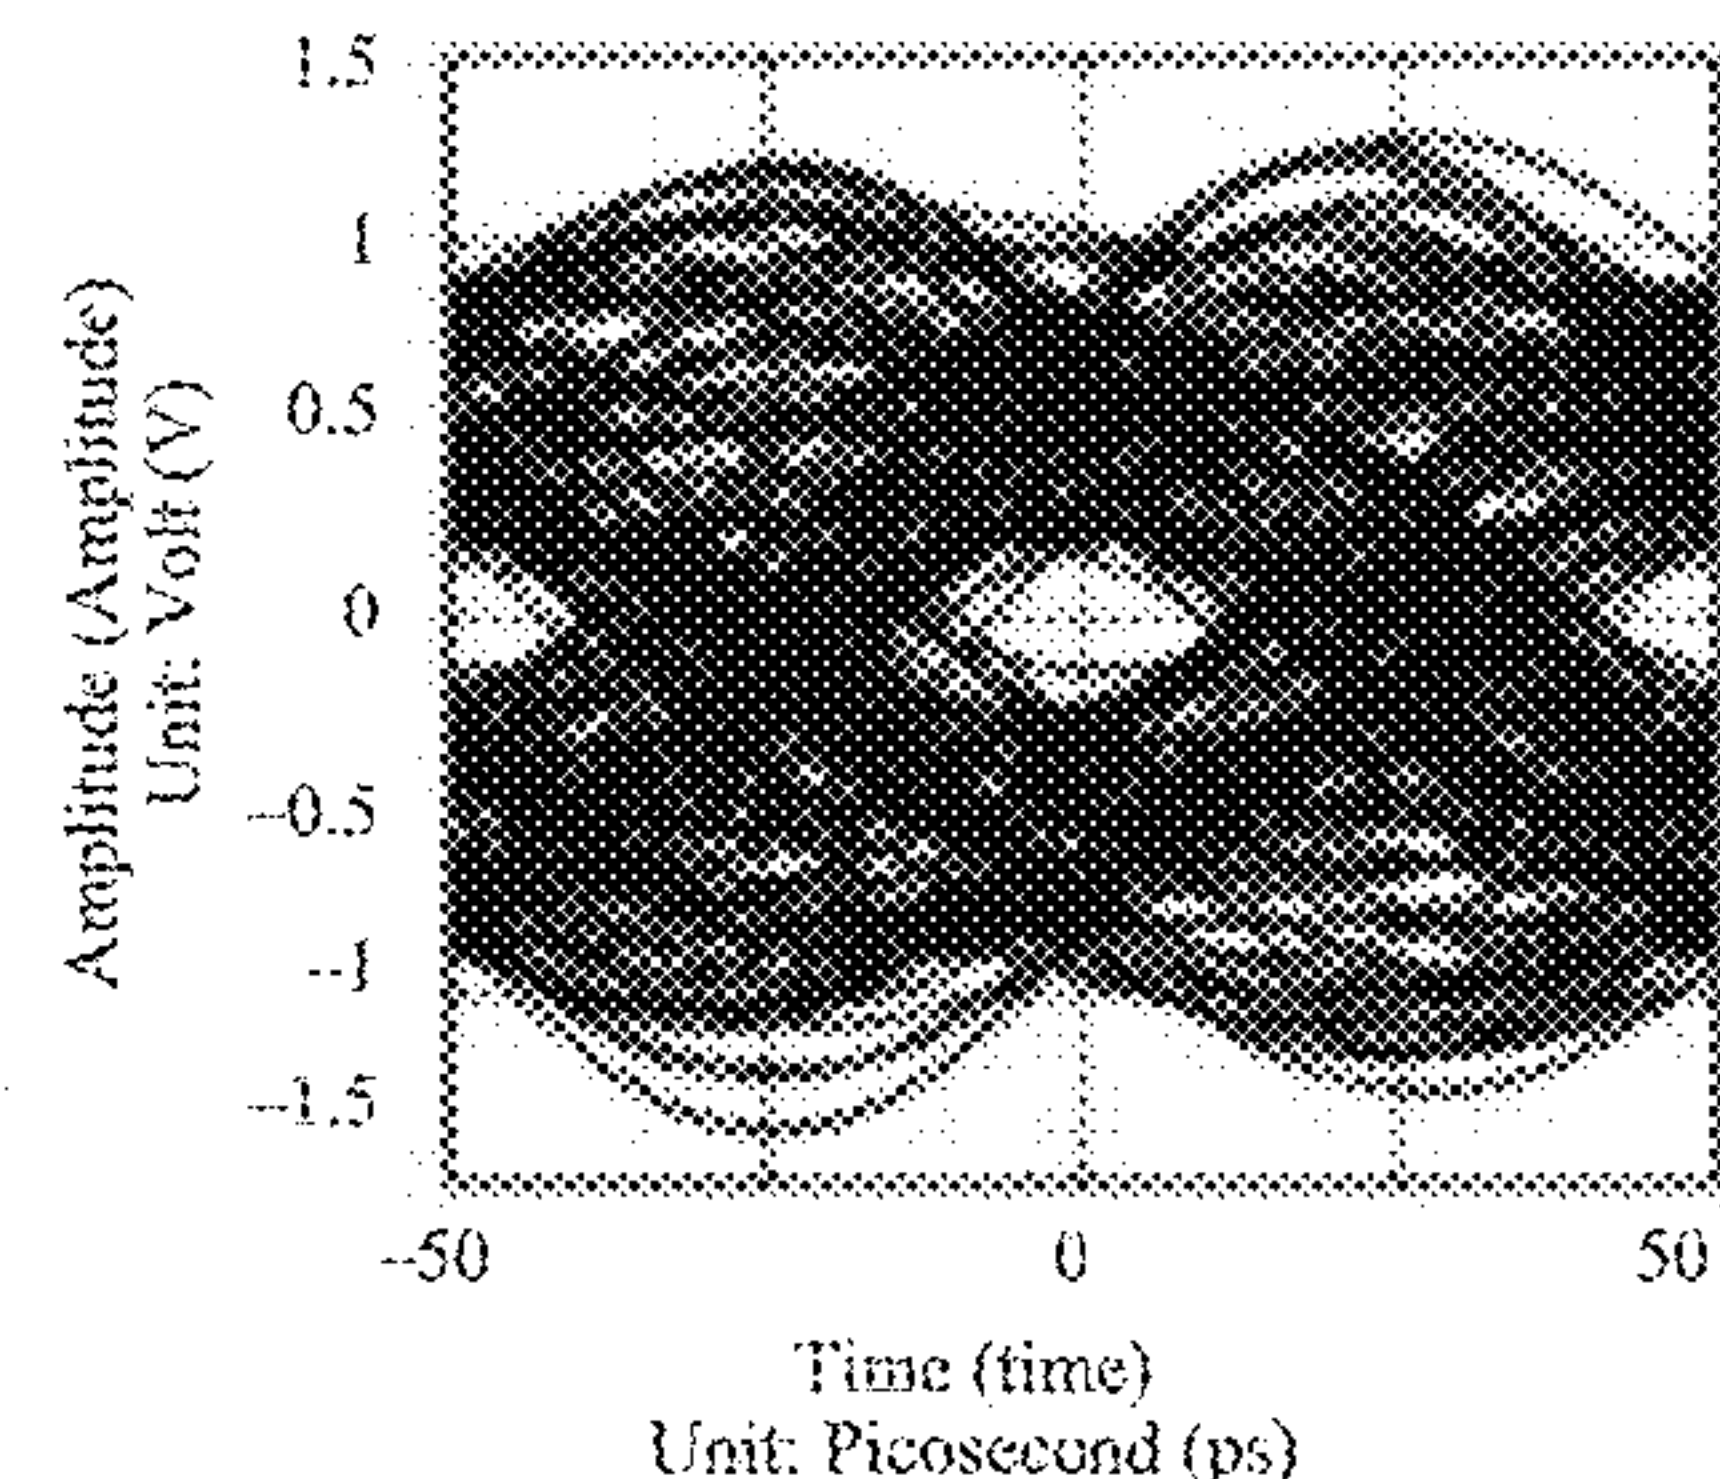 1.5
1
0.5
0
–0.5
–1
–1.5
Amplitude (Amplitude)
Unit: Volt (V)
–50
0
50
Time (time)
Unit: Picosecond (ps)